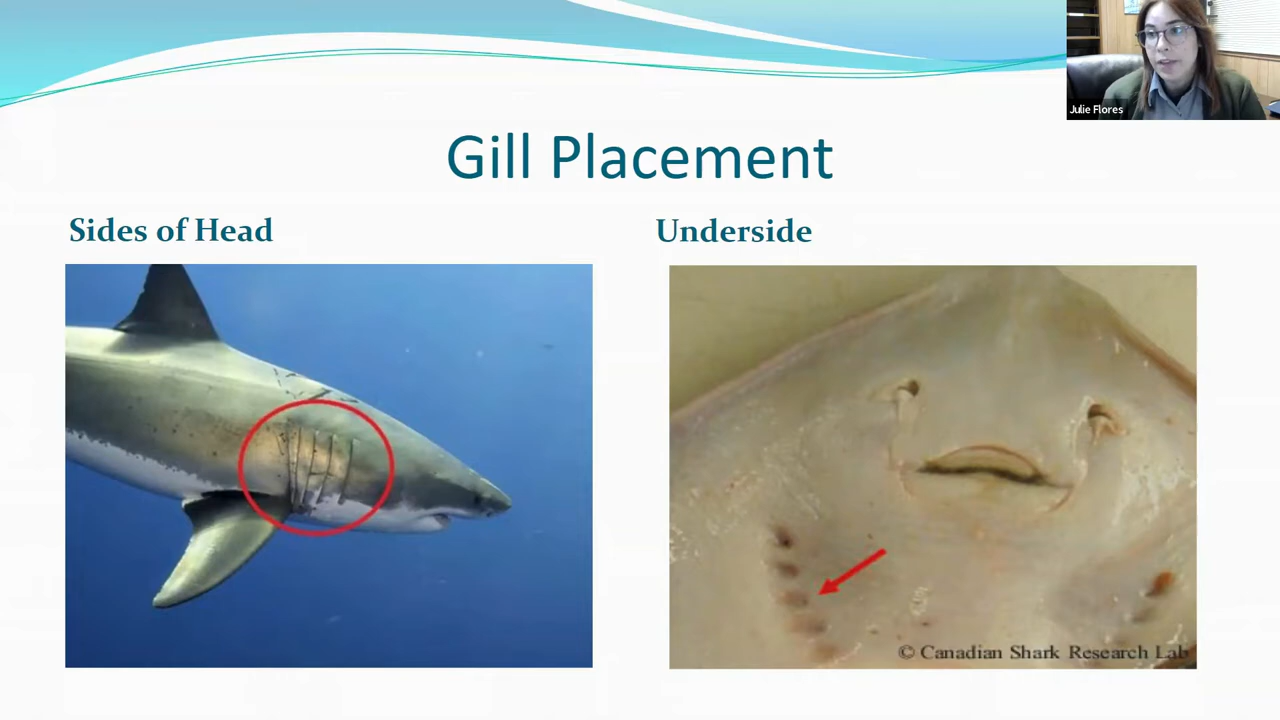 Julie Flores
Gill Placement
Sides of Head
Underside
© Canadian Shark Research Lab